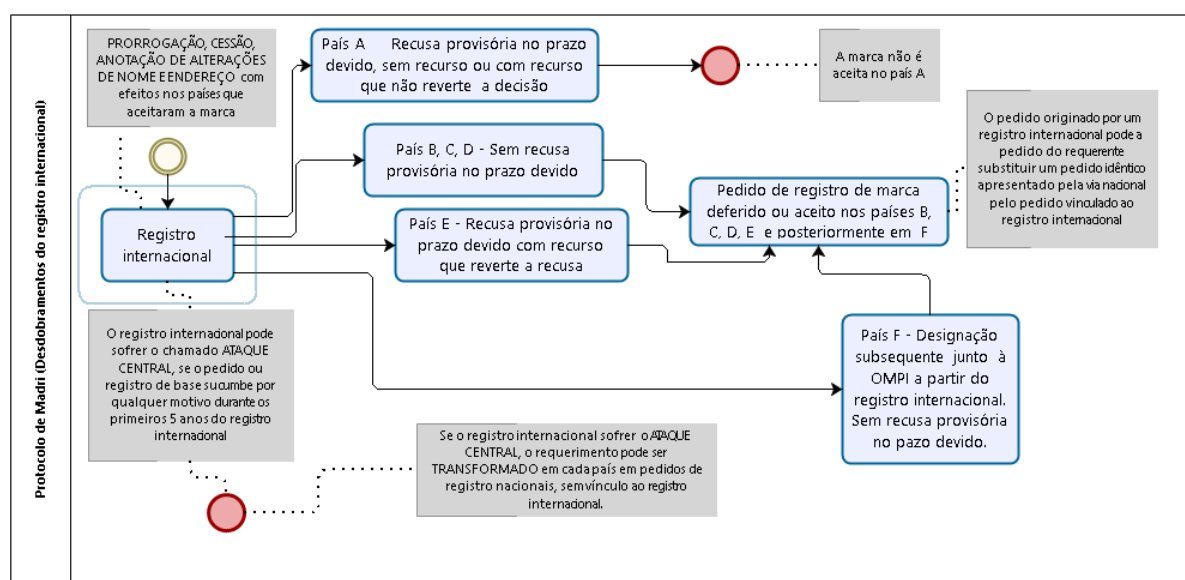 Protocolo de Madri (Desdobramentos do registro internacional)
PRORROGAÇÃO, CESSÃO,
ANOTAÇÃO DE ALTERAÇÕES
DE NOME E ENDEREÇO com
efeitos nos países que
aceitaram a marca
País A Recusa provisória no prazo
devido, sem recurso ou com recurso
que não reverte a decisão
A marca não é
aceita no país A
País B, C, D - Sem recusa
provisória no prazo devido
O pedido originado por um
registro internacional pode a
pedido do requerente
substituir um pedido idêntico
apresentado pela via nacional
pelo pedido vinculado ao
registro internacional
Pedido de registro de marca
deferido ou aceito nos países B,
C, D, E e posteriormente em F
Registro
internacional
País E - Recusa provisória no
prazo devido com recurso
que reverte a recusa
O registro internacional pode
sofrer o chamado ATAQUE
CENTRAL, se o pedido ou
registro de base sucumbe por
qualquer motivo durante os
primeiros 5 anos do registro
internacional
País F - Designação
subsequente junto à
OMPI a partir do
registro internacional.
Sem recusa provisória
no pazo devido.
Se o registro internacional sofrer o ATAQUE
CENTRAL, o requerimento pode ser
TRANSFORMADO em cada país em pedidos de
registro nacionais, sem vínculo ao registro
internacional.